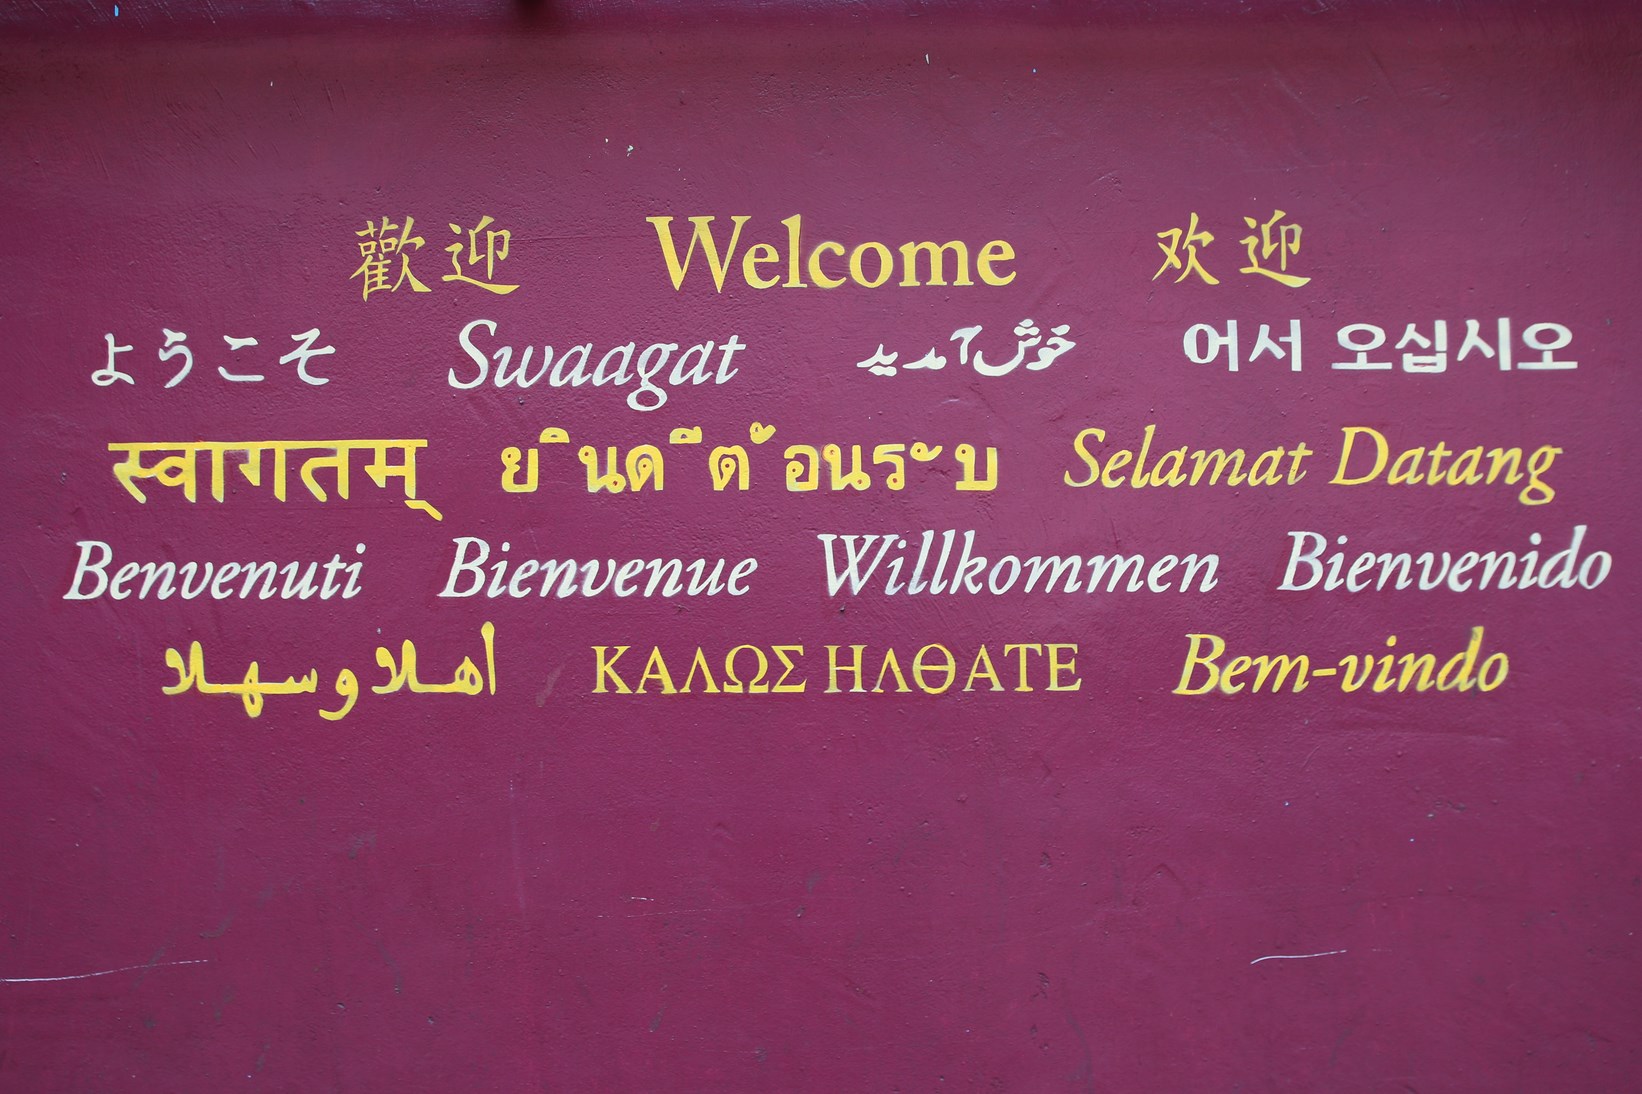 歡迎 Welcome 欢迎
ようこそ Swaagat خوش آمدید 어서 오십시오
स्वागतम् ยินดีต้อนรับ Selamat Datang
Benvenuti Bienvenue Willkommen Bienvenido
أهلا وسهلا ΚΑΛΩΣ ΗΛΘΑΤΕ Bem-vindo